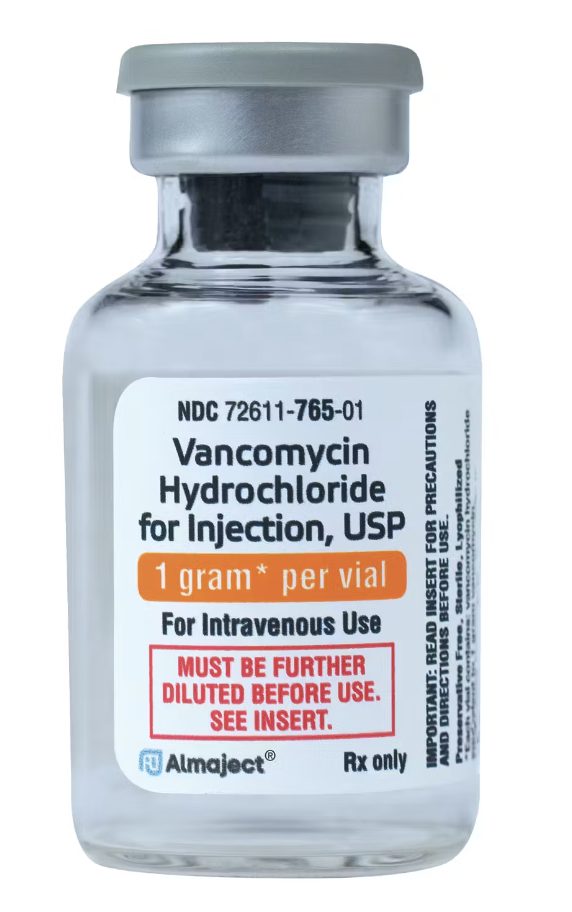 NDC 72611-765-01
Vancomycin
Hydrochloride
for Injection, USP
1 gram* per vial
For Intravenous Use
MUST BE FURTHER
DILUTED BEFORE USE.
SEE INSERT.
Almaject®
Rx only
IMPORTANT: READ INSERT FOR PRECAUTIONS
AND DIRECTIONS BEFORE USE.
Preservative Free, Sterile, Lyophilized
*Each vial contains: vancomycin hydrochloride